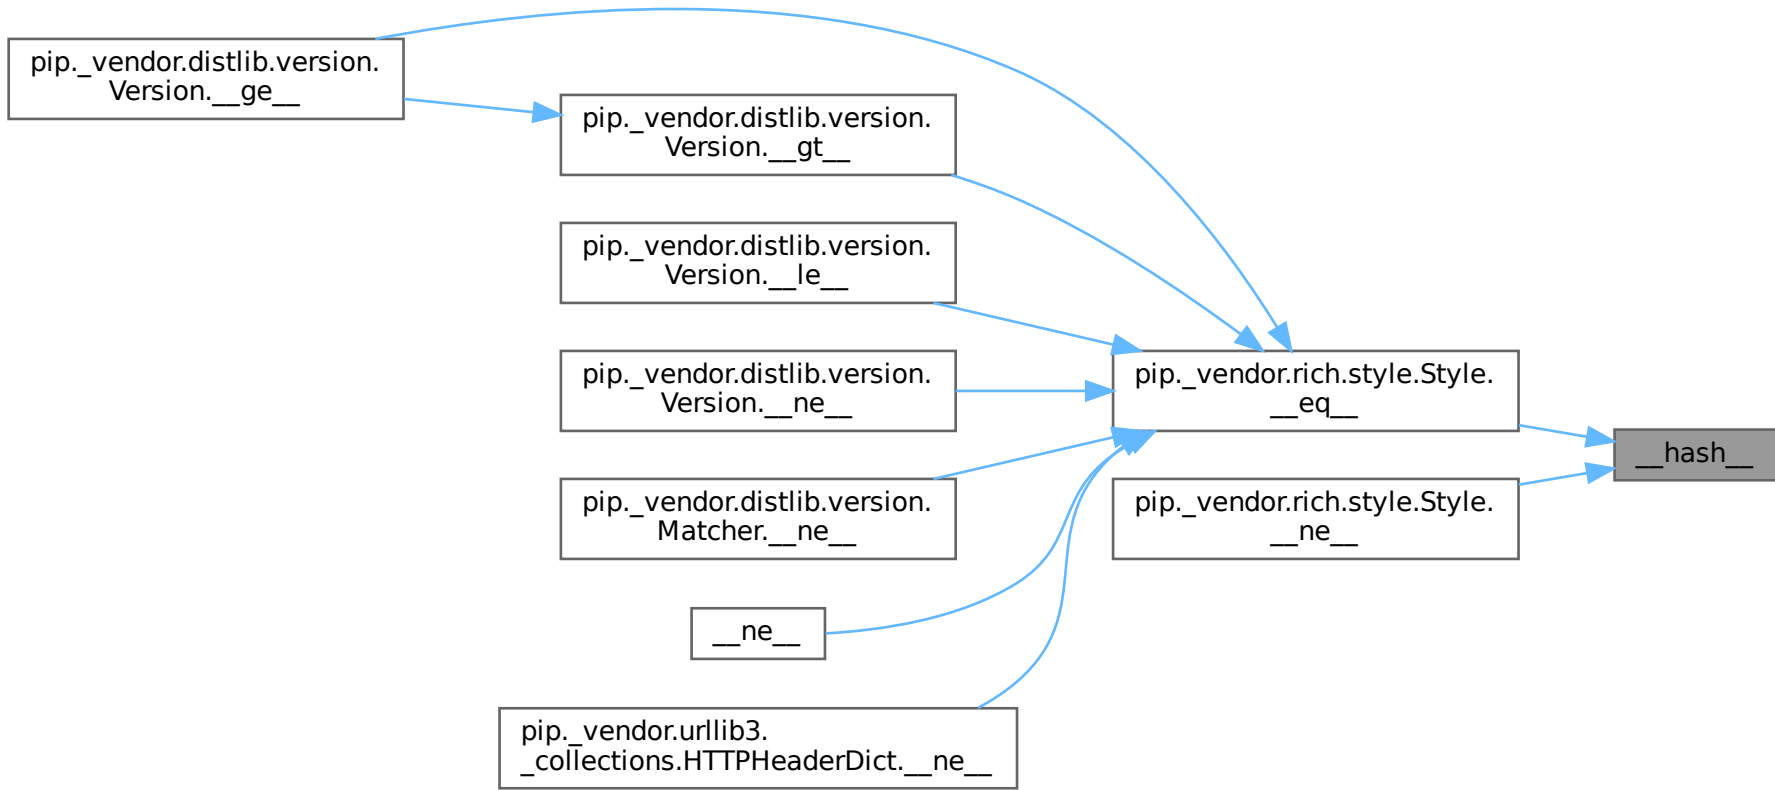 pip._vendor.distlib.version.
Version.__ge__
pip._vendor.distlib.version.
Version.__gt__
pip._vendor.distlib.version.
Version.__le__
pip._vendor.distlib.version.
Version.__ne__
pip._vendor.distlib.version.
Matcher.__ne__
__ne__
pip._vendor.urllib3.
_collections.HTTPHeaderDict.__ne__
pip._vendor.rich.style.Style.
__eq__
pip._vendor.rich.style.Style.
__ne__
__hash__